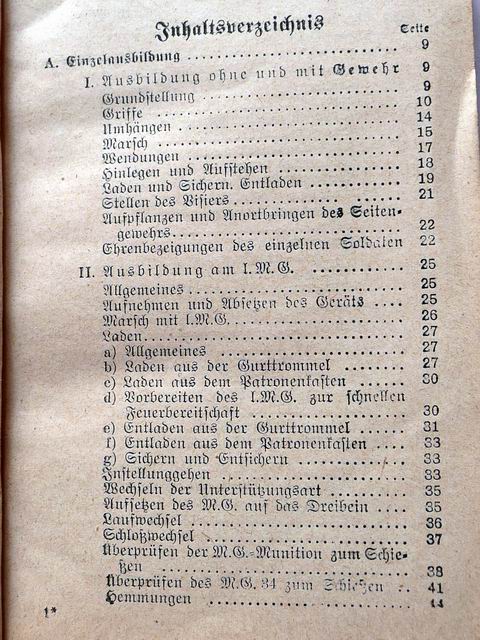 Inhaltsverzeichnis
Seite
A. Einzelausbildung 9
I. Ausbildung ohne und mit Gewehr 9
Grundstellung 9
Griffe 10
Umhängen 14
Marsch 15
Wendungen 17
Hinlegen und Aufstehen 18
Laden und Sichern. Entladen 19
Stellen des Visiers 21
Aufpflanzen und Anortbringen des Seiten-
gewehrs 22
Ehrenbezeigungen des einzelnen Soldaten 22
II. Ausbildung am l.M.G. 25
Allgemeines 25
Aufnehmen und Absetzen des Geräts 25
Marsch mit l.M.G. 26
Laden 27
a) Allgemeines 27
b) Laden aus der Gurttrommel 27
c) Laden aus dem Patronenkasten 30
d) Vorbereiten des l.M.G. zur schnellen
Feuerbereitschaft 30
e) Entladen aus der Gurttrommel 31
f) Entladen aus dem Patronenkasten 33
g) Sichern und Entsichern 33
Instellunggehen 33
Wechseln der Unterstützungsart 35
Aufsetzen des M.G. auf das Dreibein 35
Laufwechsel 36
Schloßwechsel 37
Überprüfen der M.G.-Munition zum Schie-
ßen 38
Überprüfen des M.G. 34 zum Schießen 41
Hemmungen 44
1*